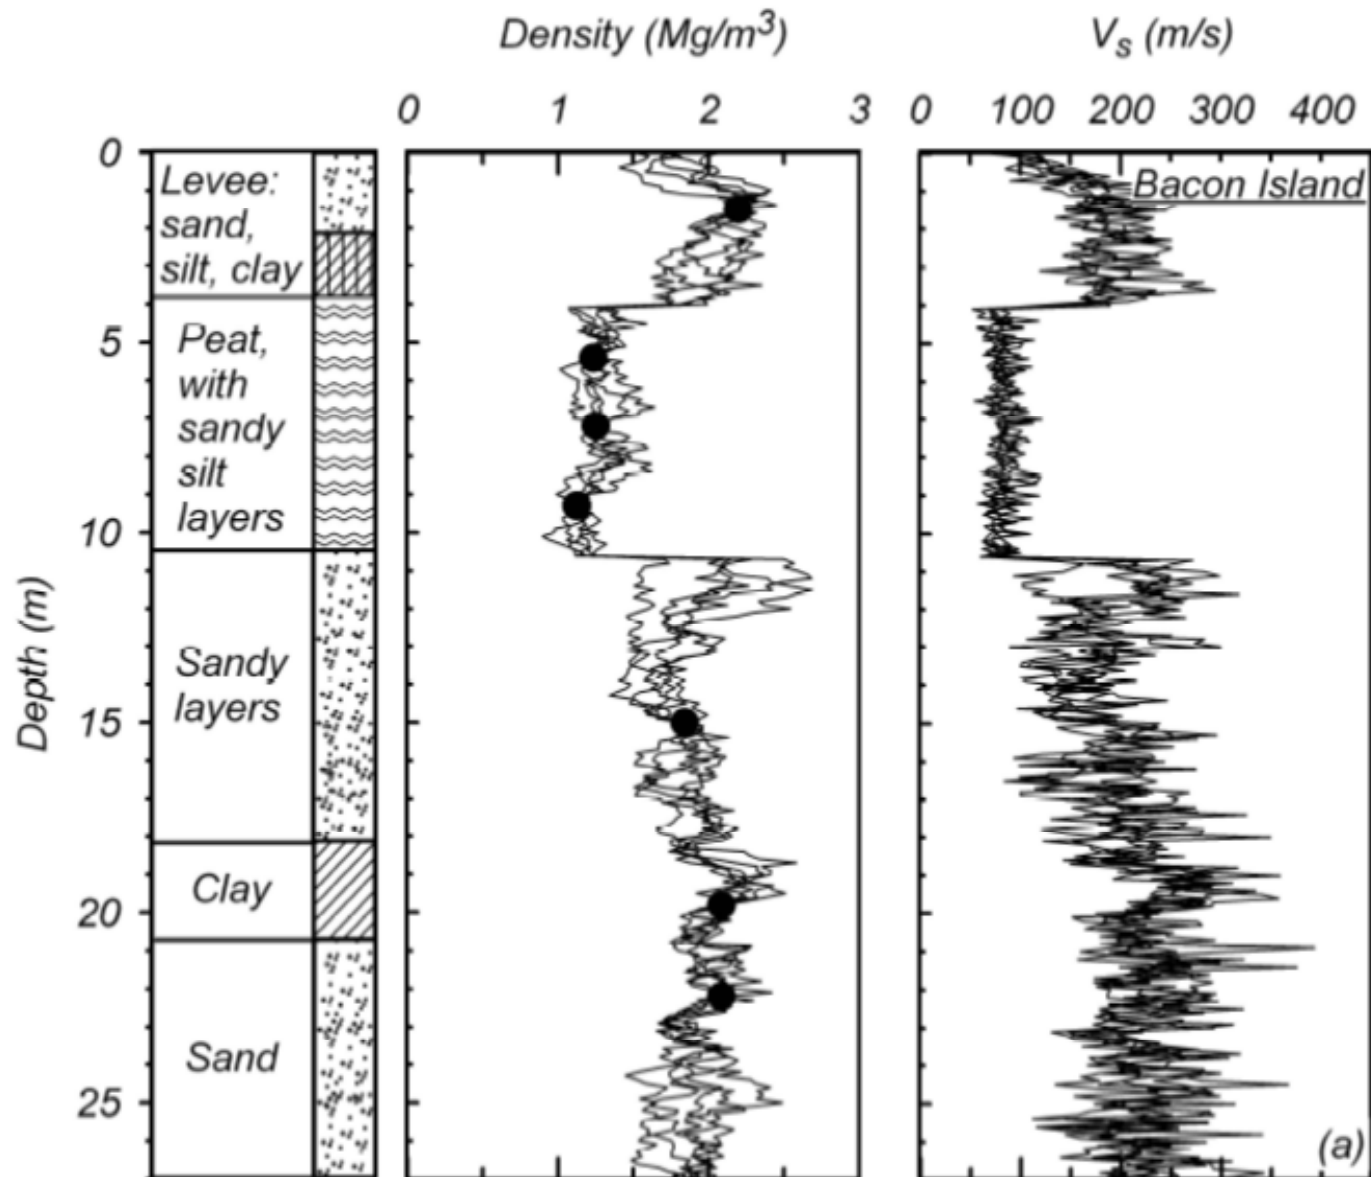 Density (Mg/m³)
Vs (m/s)
0 1 2 3
0 100 200 300 400
0
5
10
15
20
25
Depth (m)
Levee:
sand,
silt, clay
Peat,
with
sandy
silt
layers
Sandy
layers
Clay
Sand
Bacon Island
(a)